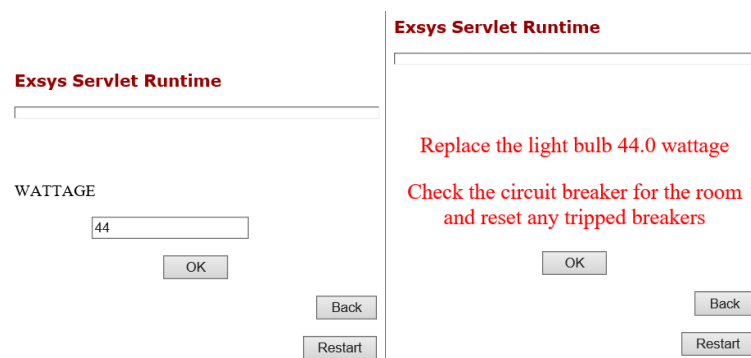 Exsys Servlet Runtime
WATTAGE
44
OK
Back
Restart
Exsys Servlet Runtime
Replace the light bulb 44.0 wattage
Check the circuit breaker for the room
and reset any tripped breakers
OK
Back
Restart